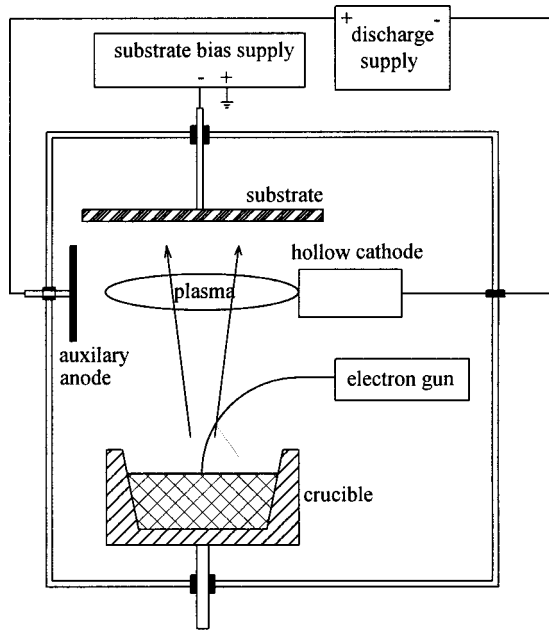 + -
discharge
supply
substrate bias supply
- +
substrate
hollow cathode
plasma
auxilary
anode
electron gun
crucible